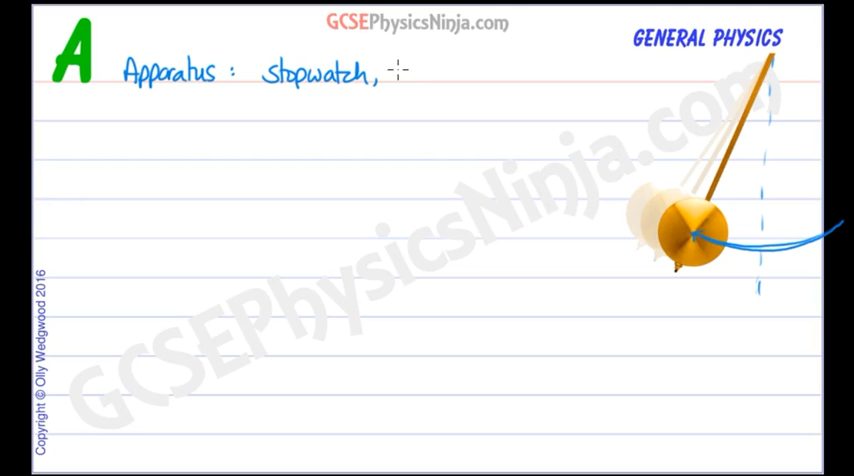 GCSEPhysicsNinja.com
GENERAL PHYSICS
A
Apparatus : stopwatch,
GCSEPhysicsNinja.com
Copyright © Olly Wedgwood 2016